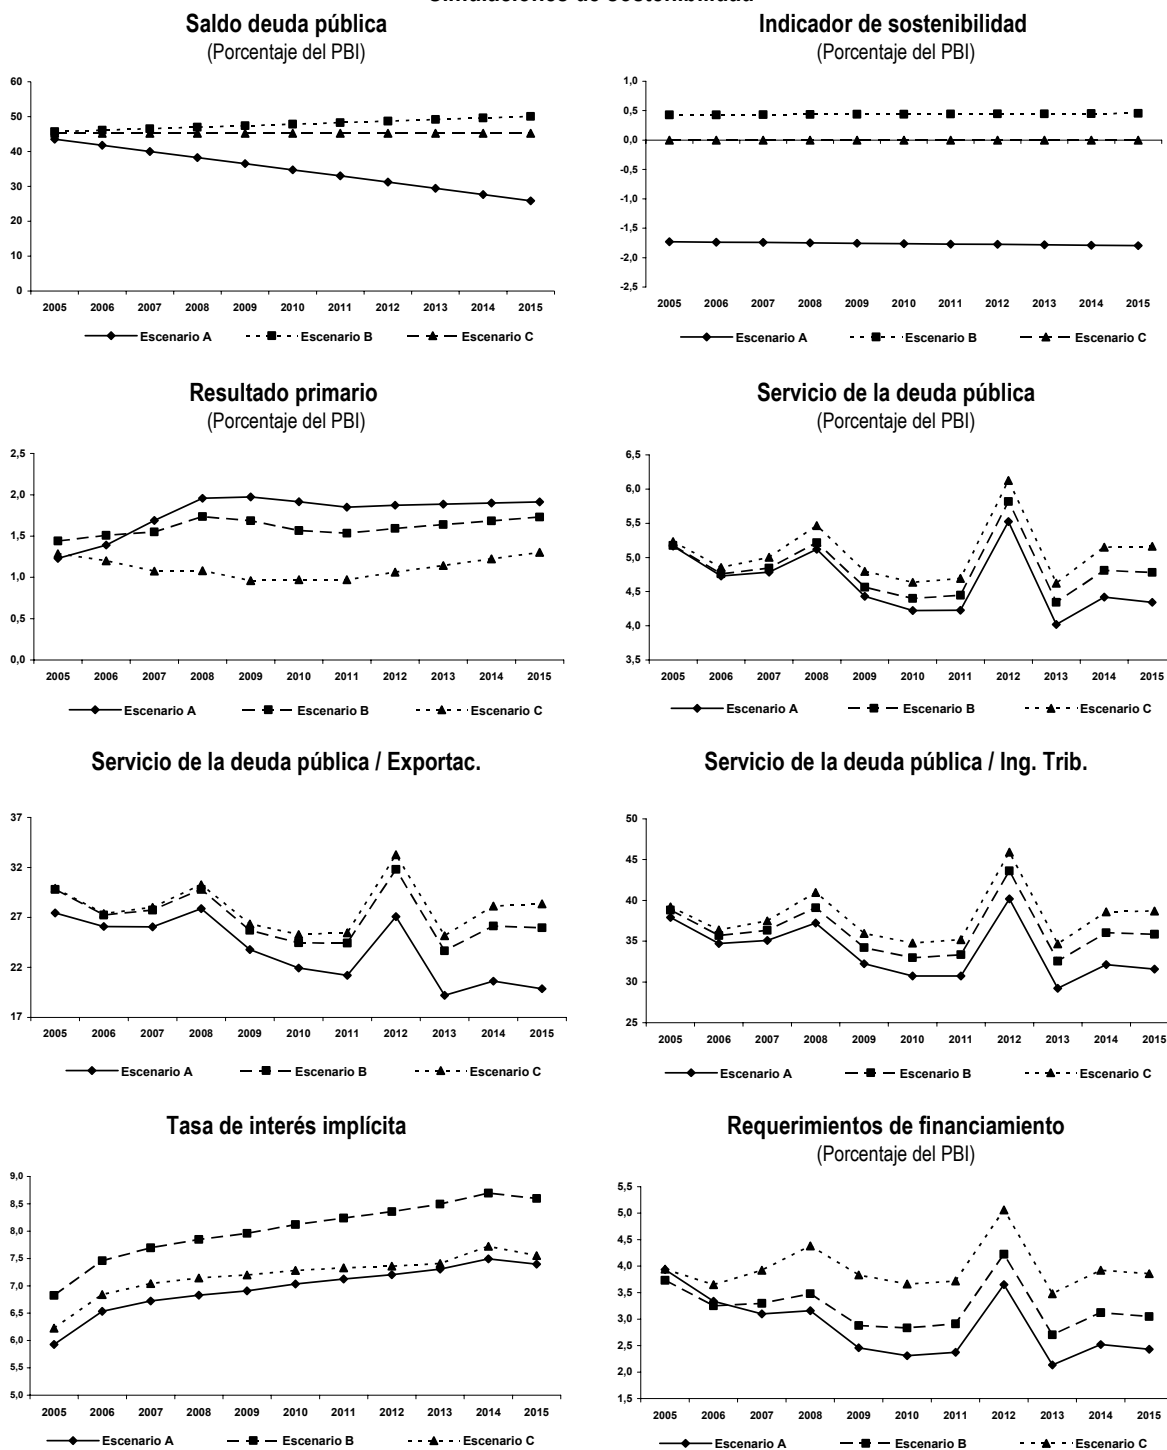 Simulaciones de sostenibilidad
Saldo deuda pública
(Porcentaje del PBI)
60
50
40
30
20
10
0
2005 2006 2007 2008 2009 2010 2011 2012 2013 2014 2015
Escenario A Escenario B Escenario C
Indicador de sostenibilidad
(Porcentaje del PBI)
1,0
0,5
0,0
-0,5
-1,0
-1,5
-2,0
-2,5
2005 2006 2007 2008 2009 2010 2011 2012 2013 2014 2015
Escenario A Escenario B Escenario C
Resultado primario
(Porcentaje del PBI)
2,5
2,0
1,5
1,0
0,5
0,0
2005 2006 2007 2008 2009 2010 2011 2012 2013 2014 2015
Escenario A Escenario B Escenario C
Servicio de la deuda pública
(Porcentaje del PBI)
6,5
6,0
5,5
5,0
4,5
4,0
3,5
2005 2006 2007 2008 2009 2010 2011 2012 2013 2014 2015
Escenario A Escenario B Escenario C
Servicio de la deuda pública / Exportac.
37
32
27
22
17
2005 2006 2007 2008 2009 2010 2011 2012 2013 2014 2015
Escenario A Escenario B Escenario C
Servicio de la deuda pública / Ing. Trib.
50
45
40
35
30
25
2005 2006 2007 2008 2009 2010 2011 2012 2013 2014 2015
Escenario A Escenario B Escenario C
Tasa de interés implícita
9,0
8,5
8,0
7,5
7,0
6,5
6,0
5,5
5,0
2005 2006 2007 2008 2009 2010 2011 2012 2013 2014 2015
Escenario A Escenario B Escenario C
Requerimientos de financiamiento
(Porcentaje del PBI)
5,5
5,0
4,5
4,0
3,5
3,0
2,5
2,0
1,5
2005 2006 2007 2008 2009 2010 2011 2012 2013 2014 2015
Escenario A Escenario B Escenario C